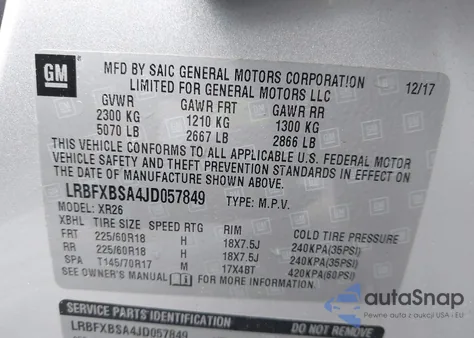 GM
MFD BY SAIC GENERAL MOTORS CORPORATION
LIMITED FOR GENERAL MOTORS LLC
12/17
GVWR GAWR FRT GAWR RR
2300 KG 1210 KG 1300 KG
5070 LB 2667 LB 2866 LB
THIS VEHICLE CONFORMS TO ALL APPLICABLE U.S. FEDERAL MOTOR
VEHICLE SAFETY AND THEFT PREVENTION STANDARDS IN EFFECT ON
THE DATE OF MANUFACTURE SHOWN ABOVE.
LRBFXBSA4JD057849 TYPE: M.P.V.
MODEL: XR26
XBHL TIRE SIZE SPEED RTG RIM COLD TIRE PRESSURE
FRT 225/60R18 H 18X7.5J 240KPA(35PSI)
RR 225/60R18 H 18X7.5J 240KPA(35PSI)
SPA T145/70R17 M 17X4BT 420KPA(60PSI)
SEE OWNER'S MANUAL FOR MORE INFORMATION.
SERVICE PARTS IDENTIFICATION DO NOT REMOVE
LRBFXBSA4JD057849
autoSnap
Pewne auta z aukcji USA - EU